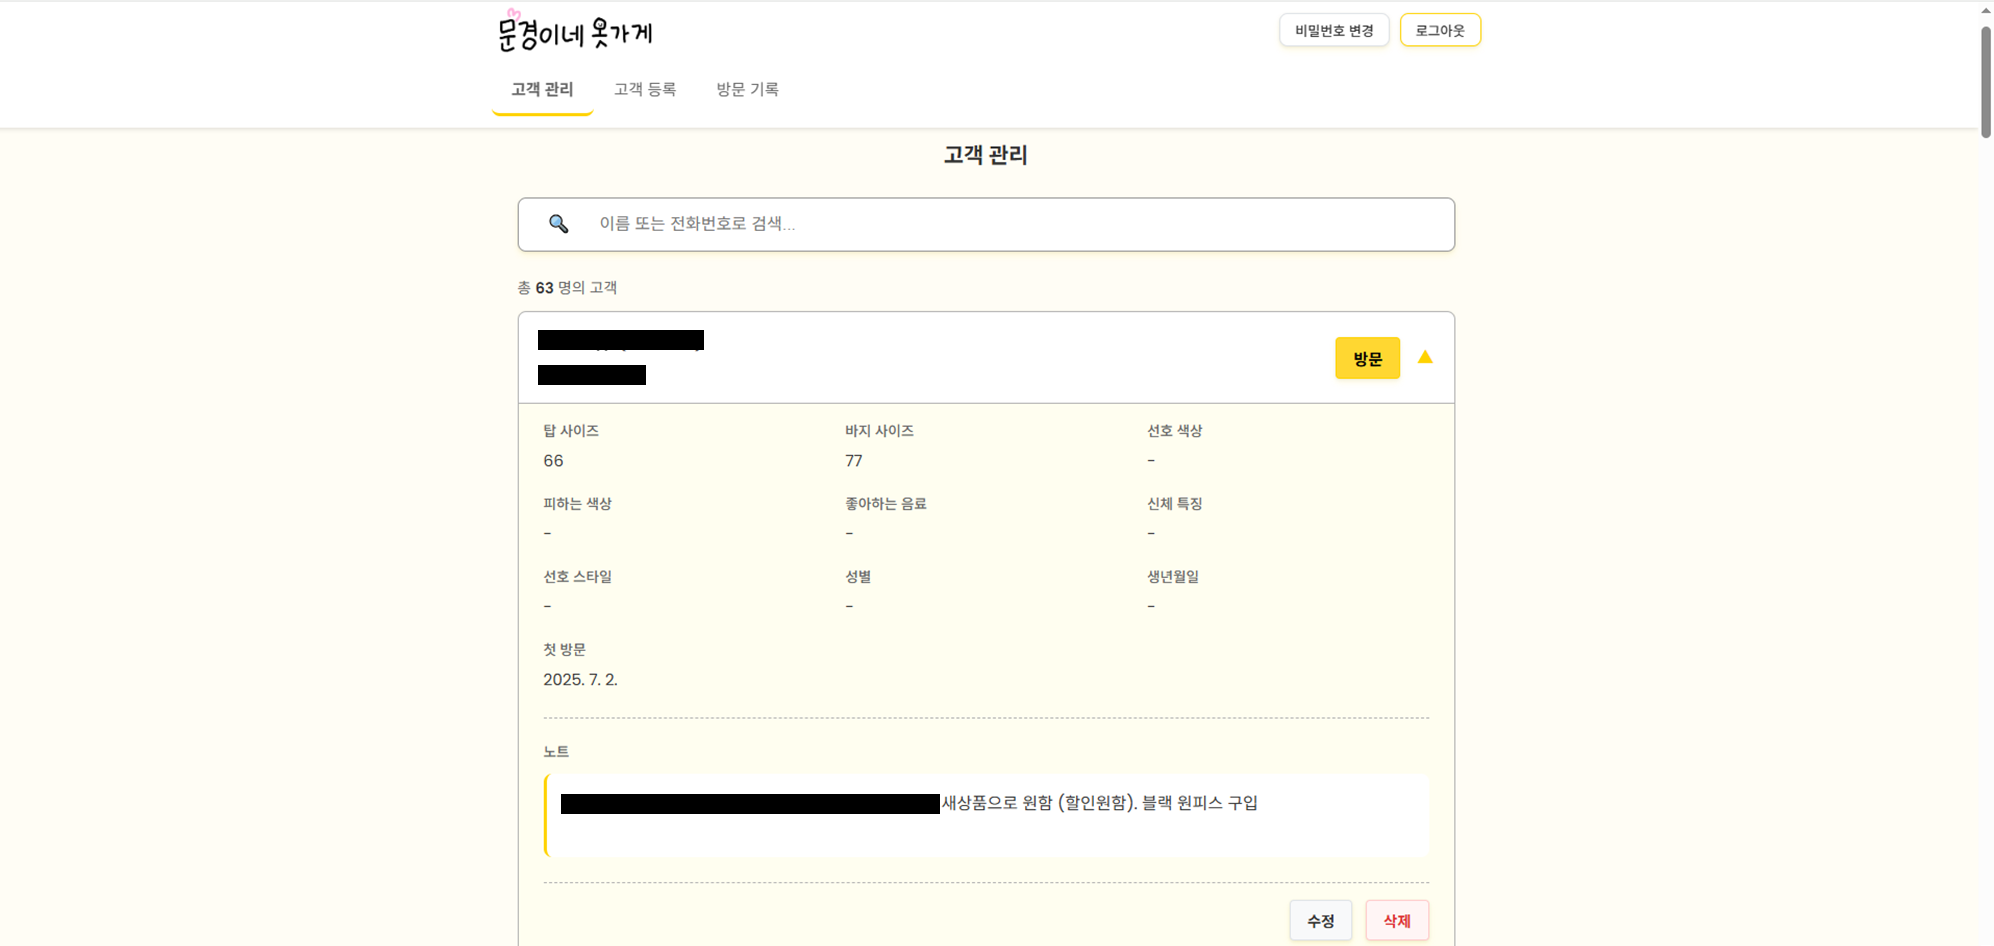 문경이네 옷가게
비밀번호 변경
로그아웃
고객 관리
고객 등록
방문 기록
고객 관리
이름 또는 전화번호로 검색...
총 63 명의 고객
방문
탑 사이즈
바지 사이즈
선호 색상
66
77
-
피하는 색상
좋아하는 음료
신체 특징
-
-
-
선호 스타일
성별
생년월일
-
-
-
첫 방문
2025. 7. 2.
노트
새상품으로 원함 (할인원함). 블랙 원피스 구입
수정
삭제